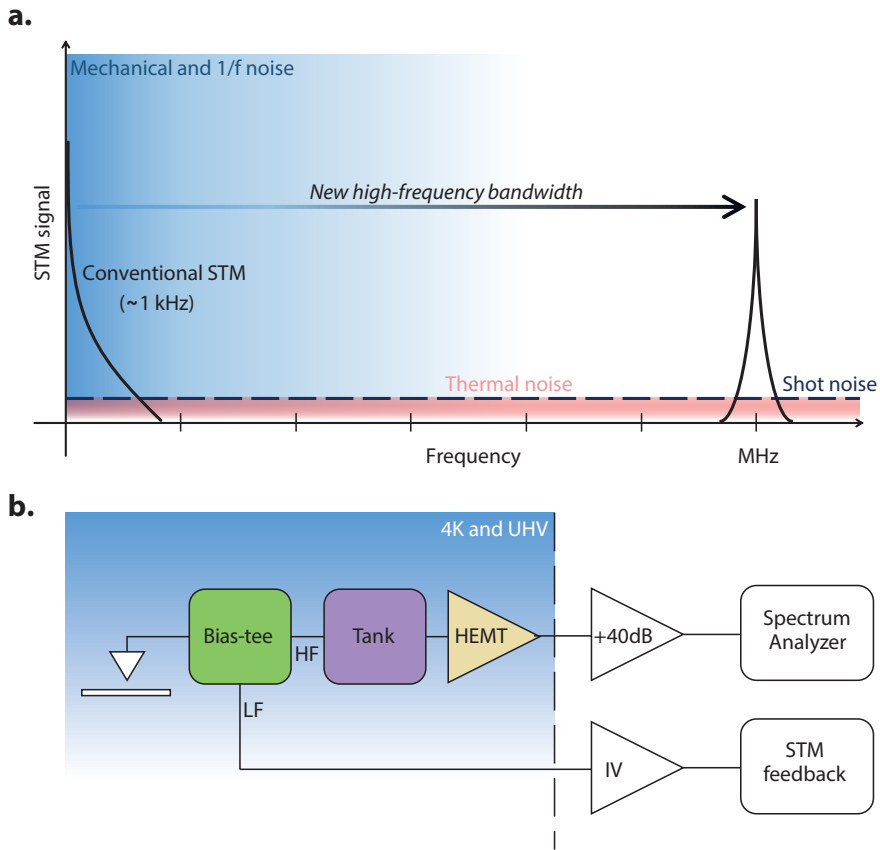 a.
Mechanical and 1/f noise
New high-frequency bandwidth
STM signal
Conventional STM
(~1 kHz)
Thermal noise
Shot noise
Frequency
MHz
b.
4K and UHV
Bias-tee
HF
Tank
HEMT
+40dB
Spectrum
Analyzer
LF
IV
STM
feedback